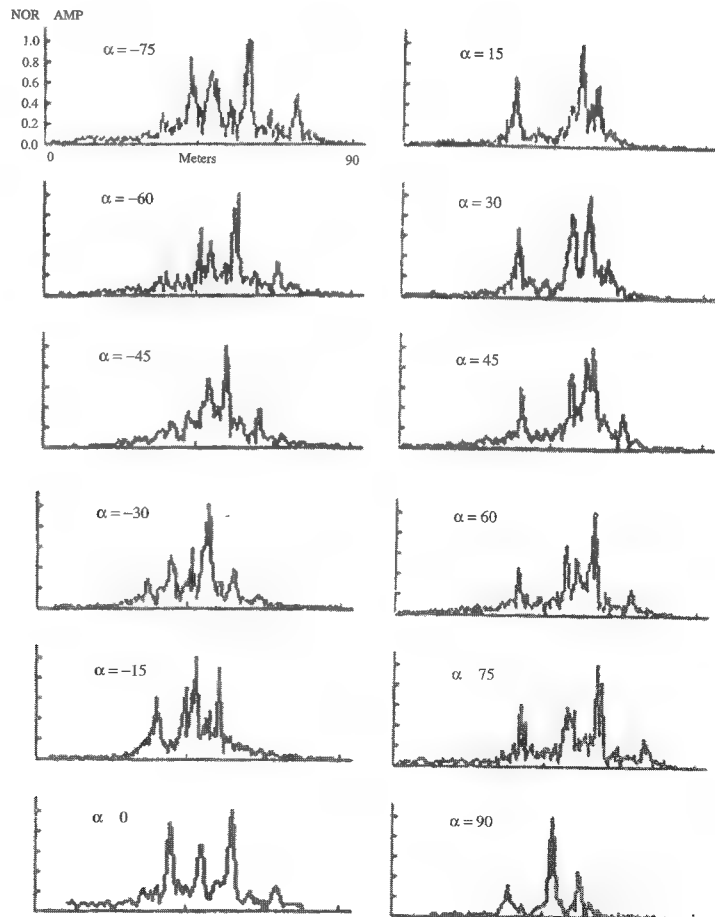 NOR AMP
1.0
0.8
0.6
0.4
0.2
0.0
α = −75
0 Meters 90
α = 15
α = −60
α = 30
α = −45
α = 45
α = −30
α = 60
α = −15
α 75
α 0
α = 90